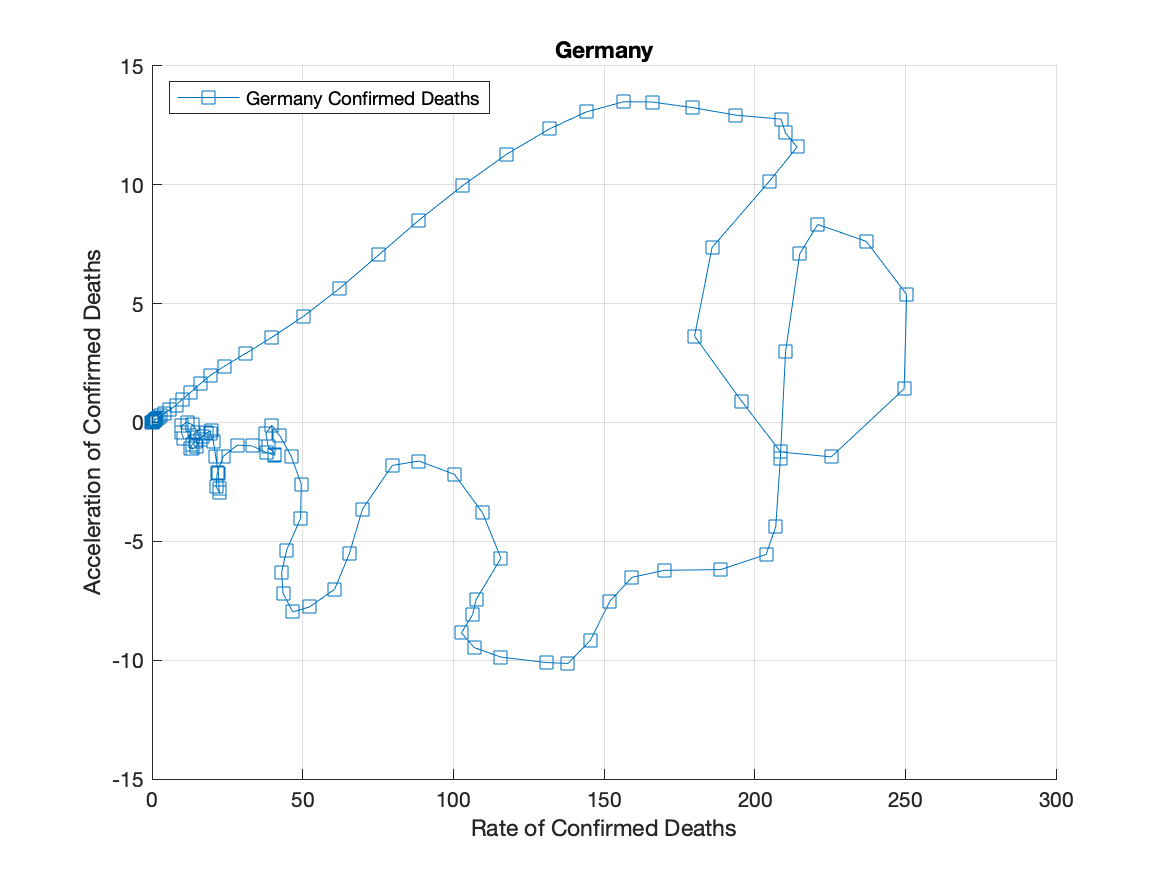 Germany
Germany Confirmed Deaths
15
10
5
0
-5
-10
-15
Acceleration of Confirmed Deaths
0 50 100 150 200 250 300
Rate of Confirmed Deaths